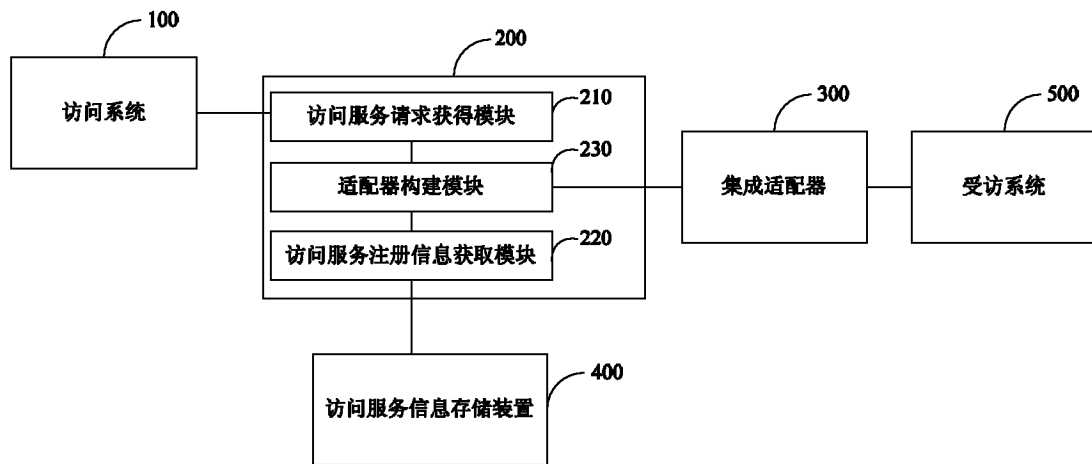 100
访问系统
200
访问服务请求获得模块
210
适配器构建模块
230
访问服务注册信息获取模块
220
300
集成适配器
500
受访系统
400
访问服务信息存储装置